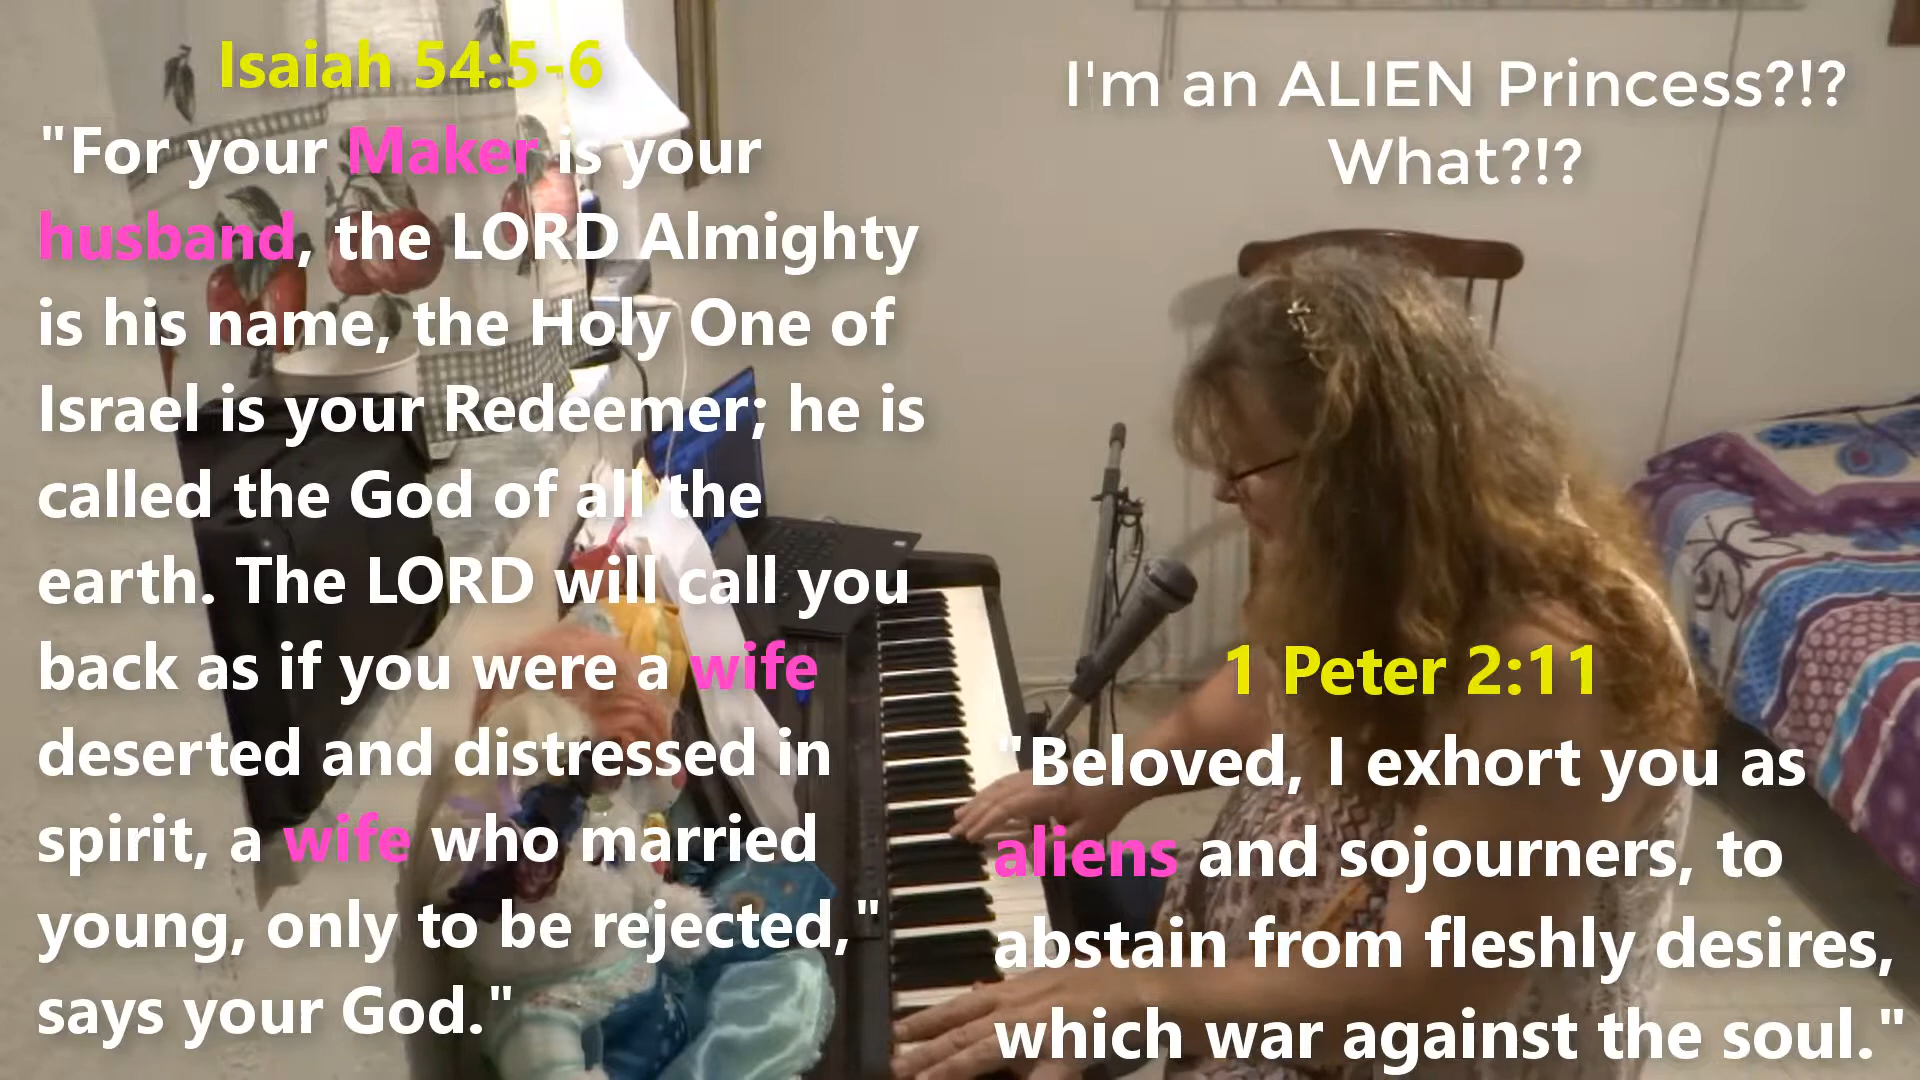 Isaiah 54:5-6
"For your Maker is your
husband, the LORD Almighty
is his name, the Holy One of
Israel is your Redeemer; he is
called the God of all the
earth. The LORD will call you
back as if you were a wife
deserted and distressed in
spirit, a wife who married
young, only to be rejected,"
says your God."
I'm an ALIEN Princess?!?
What?!?
1 Peter 2:11
"Beloved, I exhort you as
aliens and sojourners, to
abstain from fleshly desires,
which war against the soul."